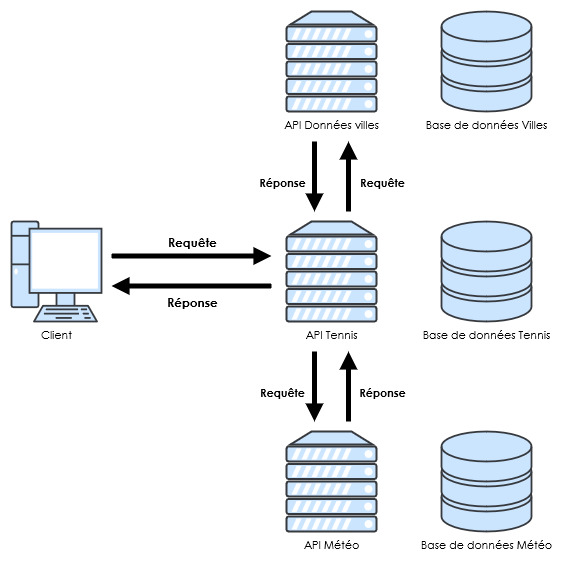 API Données villes
Base de données Villes
Réponse
Requête
Requête
Réponse
Client
API Tennis
Base de données Tennis
Requête
Réponse
API Météo
Base de données Météo